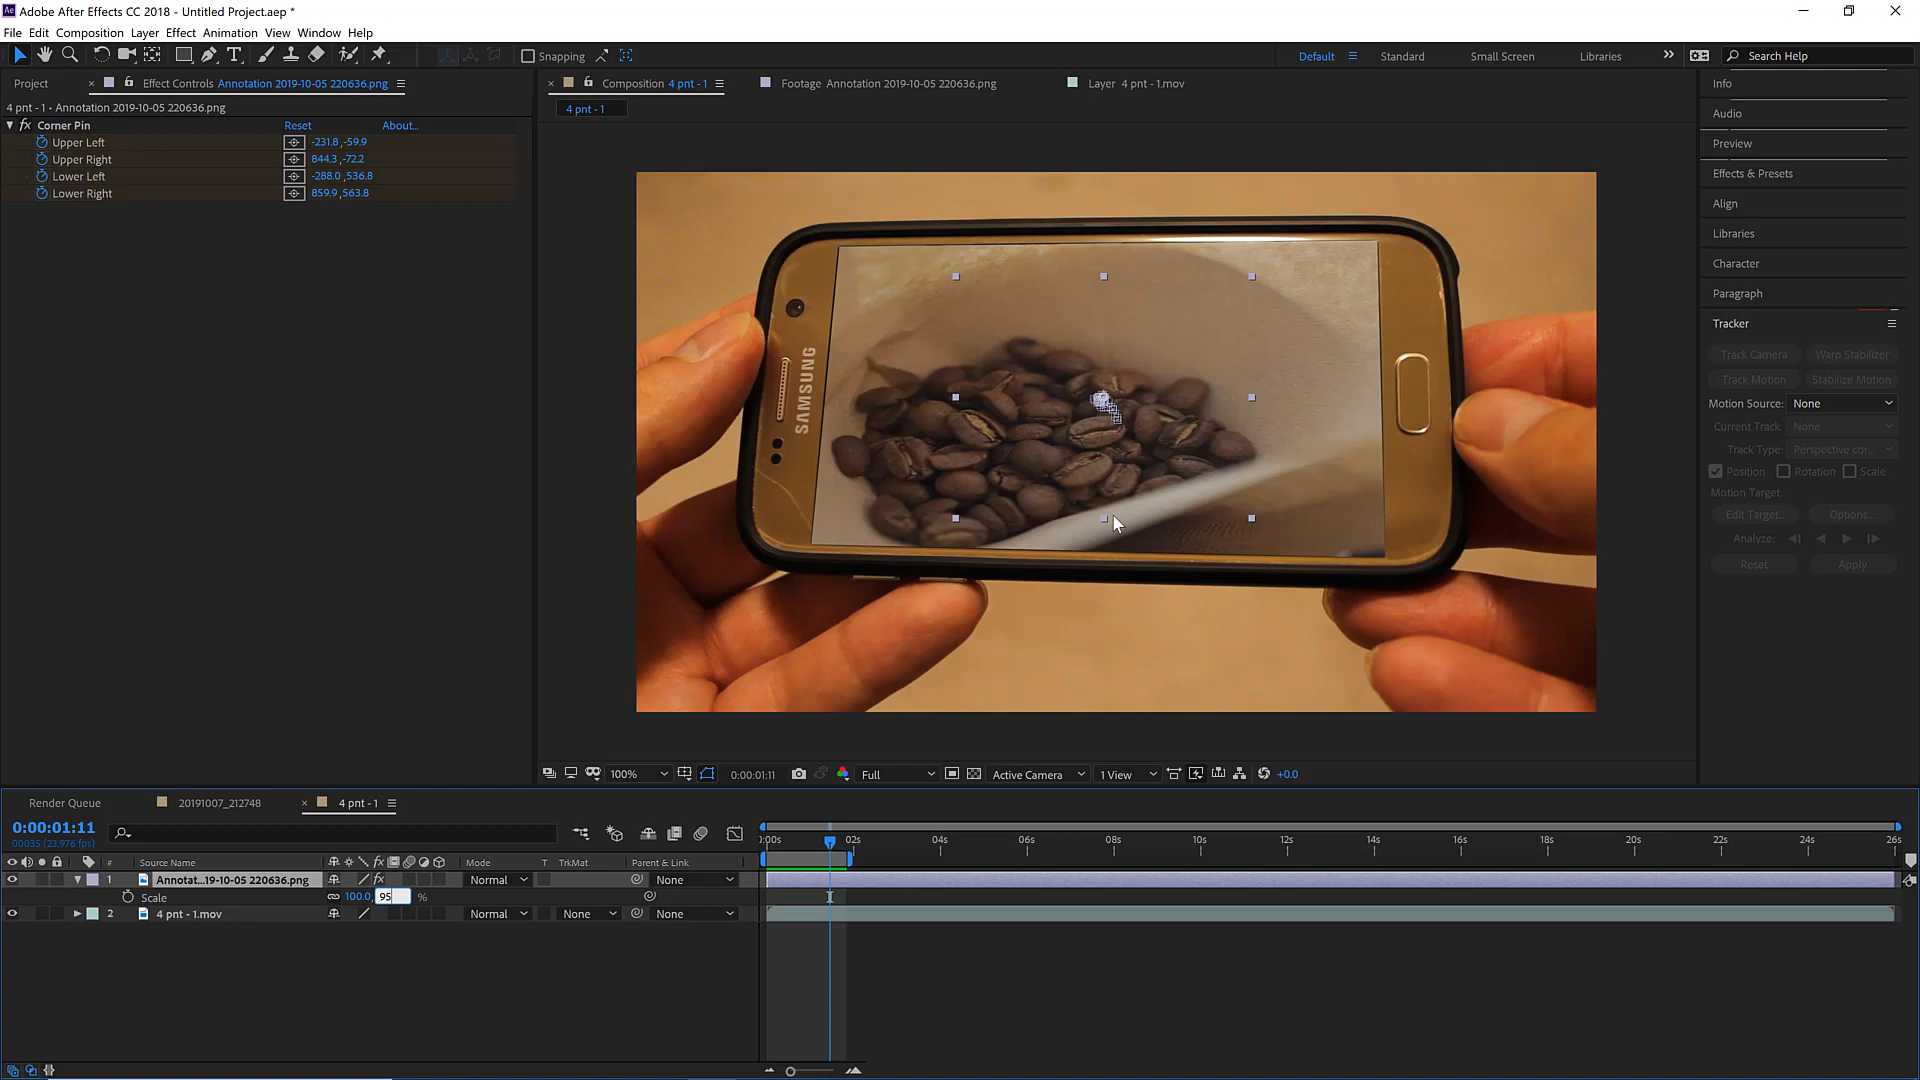 Adobe After Effects CC 2018 - Untitled Project.aep *
File Edit Composition Layer Effect Animation View Window Help
Snapping
Default Standard Small Screen Libraries Search Help
Project Effect Controls Annotation 2019-10-05 220636.png
4 pnt - 1 • Annotation 2019-10-05 220636.png
fx Corner Pin Reset About...
Upper Left -231.8 ,-59.9
Upper Right 844.3 ,-72.2
Lower Left -288.0 ,536.8
Lower Right 859.9 ,563.8
Composition 4 pnt - 1 Footage Annotation 2019-10-05 220636.png Layer 4 pnt - 1.mov
4 pnt - 1
SAMSUNG
100% 0:00:01:11 Full Active Camera 1 View +0.0
Info
Audio
Preview
Effects & Presets
Align
Libraries
Character
Paragraph
Tracker
Track Camera Warp Stabilizer
Track Motion Stabilize Motion
Motion Source: None
Current Track: None
Track Type: Perspective cor...
Position Rotation Scale
Motion Target:
Edit Target... Options...
Analyze:
Reset Apply
Render Queue 20191007_212748 4 pnt - 1
0:00:01:11
00035 (23.976 fps)
:00s 02s 04s 06s 08s 10s 12s 14s 16s 18s 20s 22s 24s 26s
# Source Name fx Mode T TrkMat Parent & Link
1 Annotat...19-10-05 220636.png fx Normal None
Scale 100.0, 95 %
2 4 pnt - 1.mov Normal None None